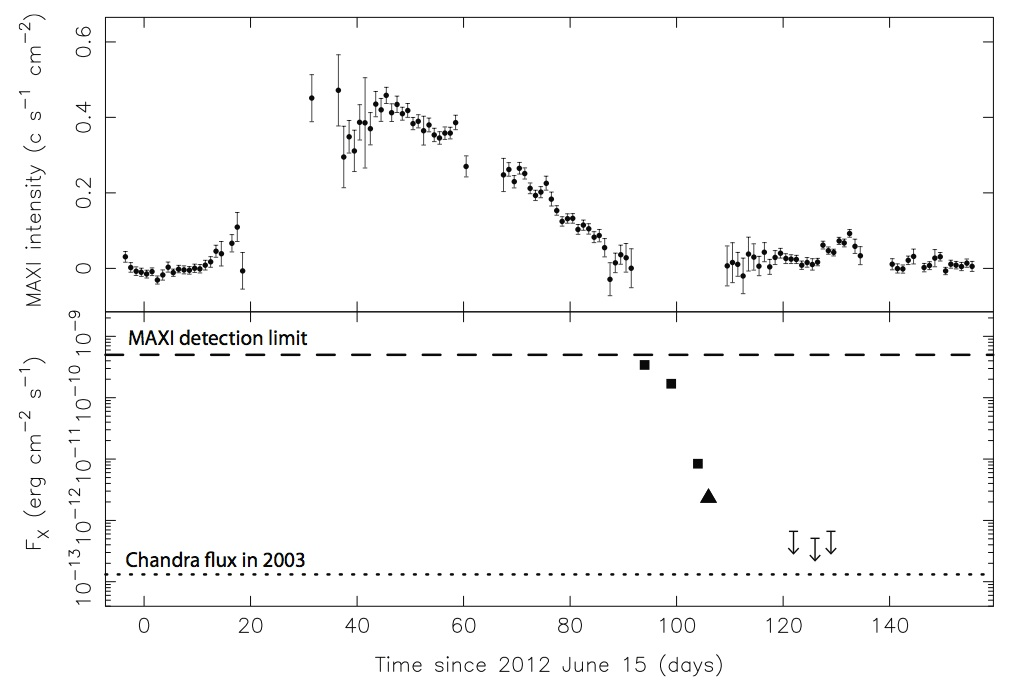 MAXI intensity (c s⁻¹ cm⁻²)
0.6
0.4
0.2
0
F_X (erg cm⁻² s⁻¹)
10⁻⁹
10⁻¹⁰
10⁻¹¹
10⁻¹²
10⁻¹³
MAXI detection limit
Chandra flux in 2003
0 20 40 60 80 100 120 140
Time since 2012 June 15 (days)